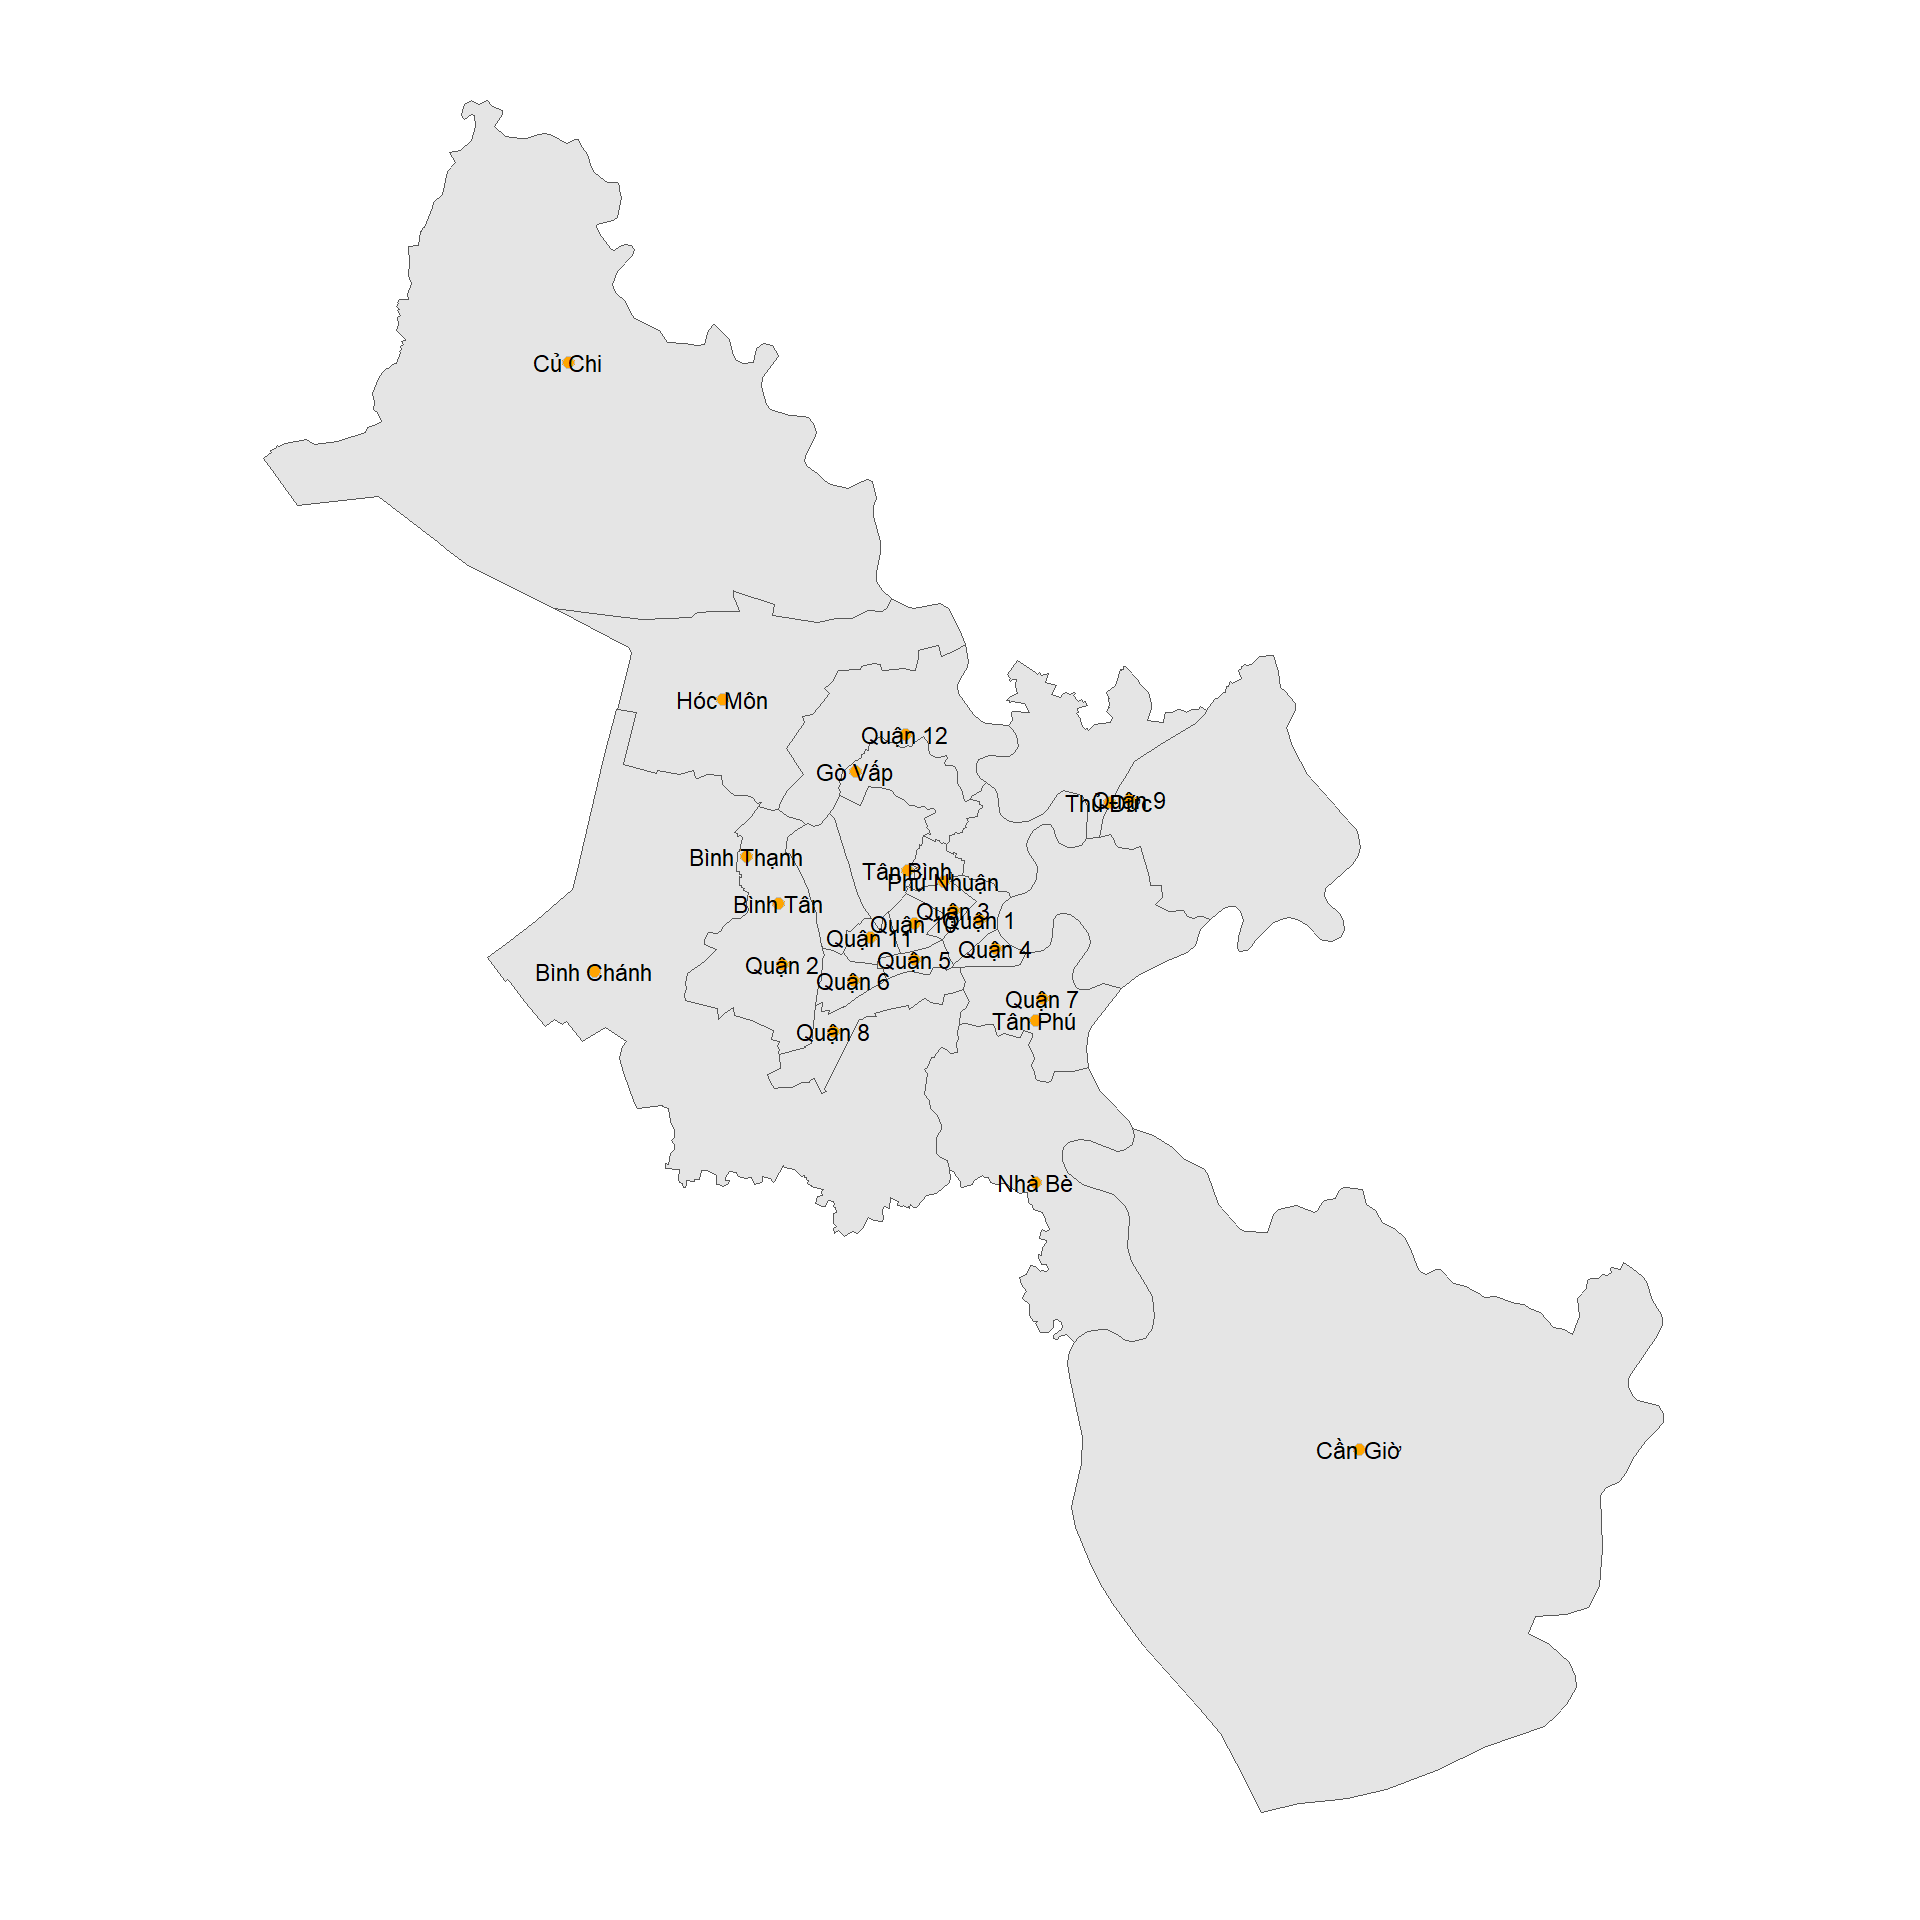 Củ Chi
Hóc Môn
Quận 12
Gò Vấp
Quận 9
Thủ Đức
Bình Thạnh
Tân Bình
Phú Nhuận
Bình Tân
Quận 3
Quận 1
Quận 10
Quận 11
Quận 4
Quận 5
Quận 2
Bình Chánh
Quận 6
Quận 7
Tân Phú
Quận 8
Nhà Bè
Cần Giờ